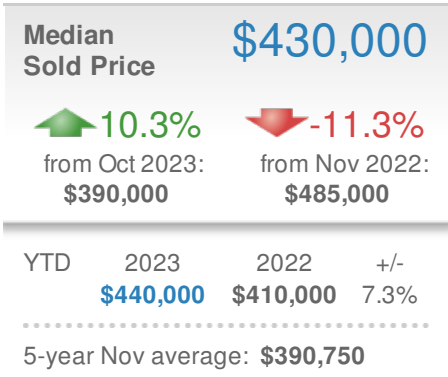 Median $430,000
Sold Price
10.3% -11.3%
from Oct 2023: from Nov 2022:
$390,000 $485,000
YTD 2023 2022 +/-
$440,000 $410,000 7.3%
5-year Nov average: $390,750